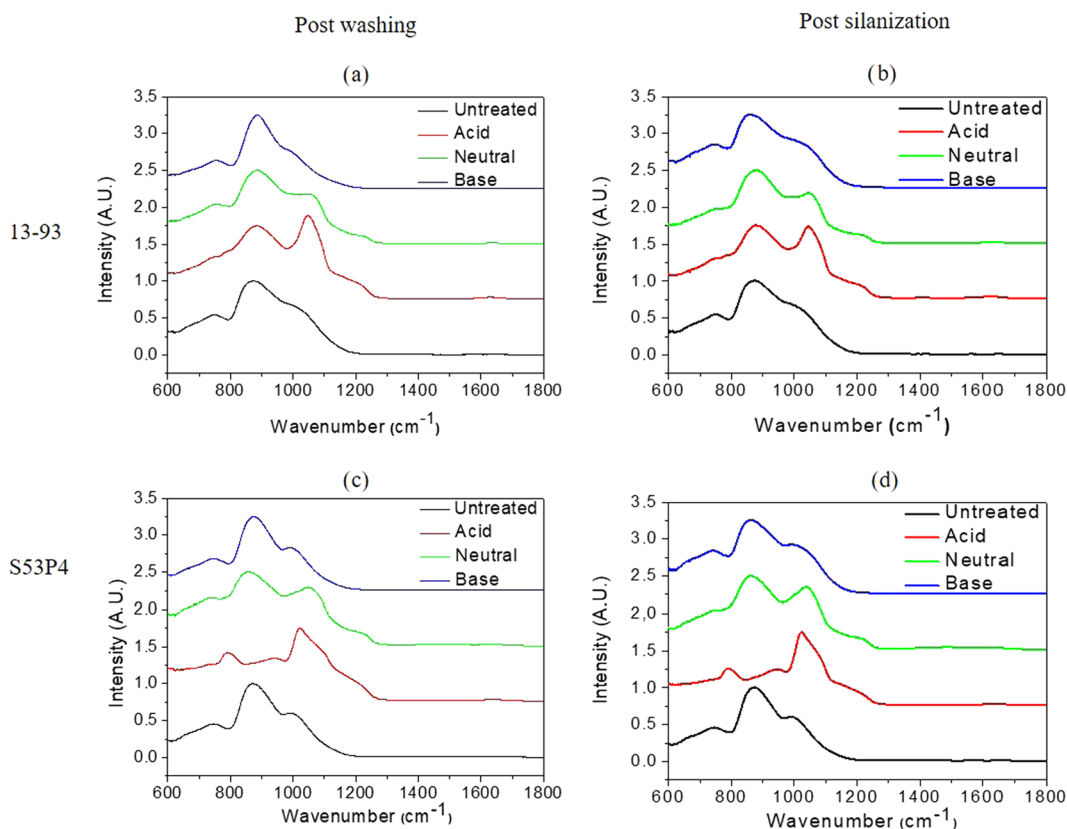 Post washing
Post silanization
(a)
(b)
13-93
S53P4
3.5
3.0
2.5
2.0
1.5
1.0
0.5
0.0
Intensity (A.U.)
Untreated
Acid
Neutral
Base
600 800 1000 1200 1400 1600 1800
Wavenumber (cm⁻¹)
3.5
3.0
2.5
2.0
1.5
1.0
0.5
0.0
Intensity (A.U.)
Untreated
Acid
Neutral
Base
600 800 1000 1200 1400 1600 1800
Wavenumber (cm⁻¹)
(c)
(d)
3.5
3.0
2.5
2.0
1.5
1.0
0.5
0.0
Intensity (A.U.)
Untreated
Acid
Neutral
Base
600 800 1000 1200 1400 1600 1800
Wavenumber (cm⁻¹)
3.5
3.0
2.5
2.0
1.5
1.0
0.5
0.0
Intensity (A.U.)
Untreated
Acid
Neutral
Base
600 800 1000 1200 1400 1600 1800
Wavenumber (cm⁻¹)